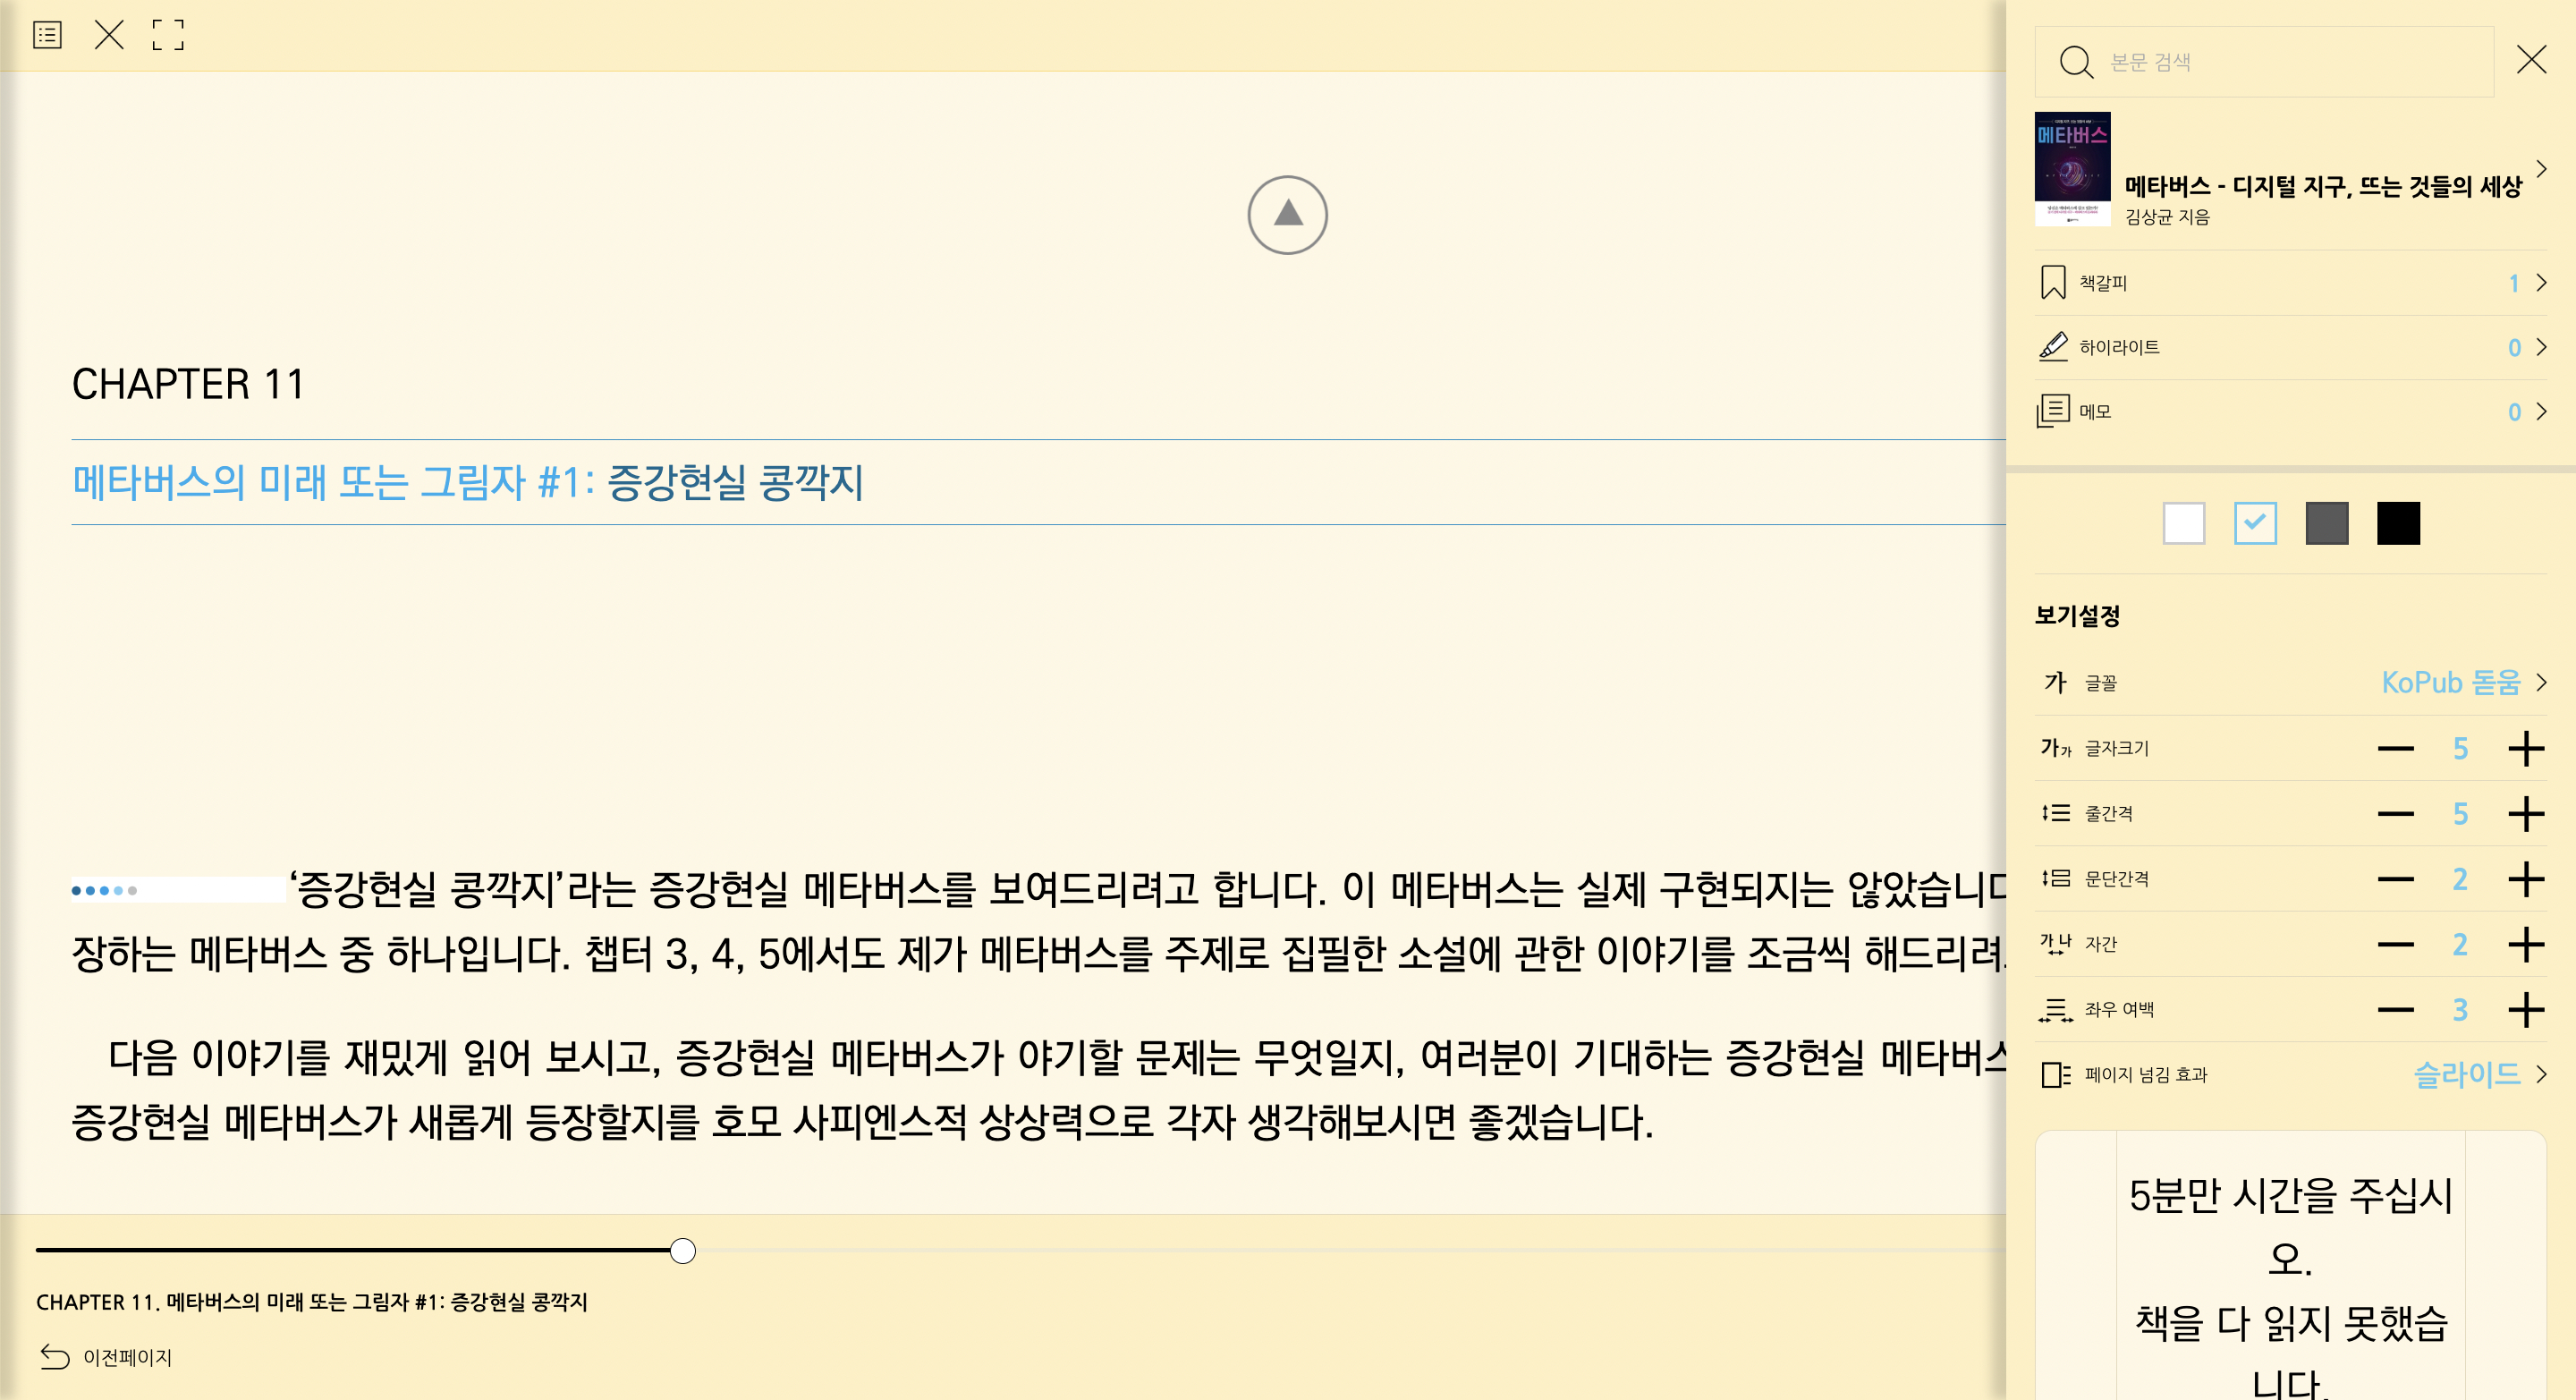 CHAPTER 11
메타버스의 미래 또는 그림자 #1: 증강현실 콩깍지
‘증강현실 콩깍지’라는 증강현실 메타버스를 보여드리려고 합니다. 이 메타버스는 실제 구현되지는 않았습니다
장하는 메타버스 중 하나입니다. 챕터 3, 4, 5에서도 제가 메타버스를 주제로 집필한 소설에 관한 이야기를 조금씩 해드리려
다음 이야기를 재밌게 읽어 보시고, 증강현실 메타버스가 야기할 문제는 무엇일지, 여러분이 기대하는 증강현실 메타버스
증강현실 메타버스가 새롭게 등장할지를 호모 사피엔스적 상상력으로 각자 생각해보시면 좋겠습니다.
CHAPTER 11. 메타버스의 미래 또는 그림자 #1: 증강현실 콩깍지
이전페이지
본문 검색
메타버스
메타버스 - 디지털 지구, 뜨는 것들의 세상
김상균 지음
책갈피 1
하이라이트 0
메모 0
보기설정
가 글꼴 KoPub 돋움
가가 글자크기 5
줄간격 5
문단간격 2
가나 자간 2
좌우 여백 3
페이지 넘김 효과 슬라이드
5분만 시간을 주십시
오.
책을 다 읽지 못했습
니다.